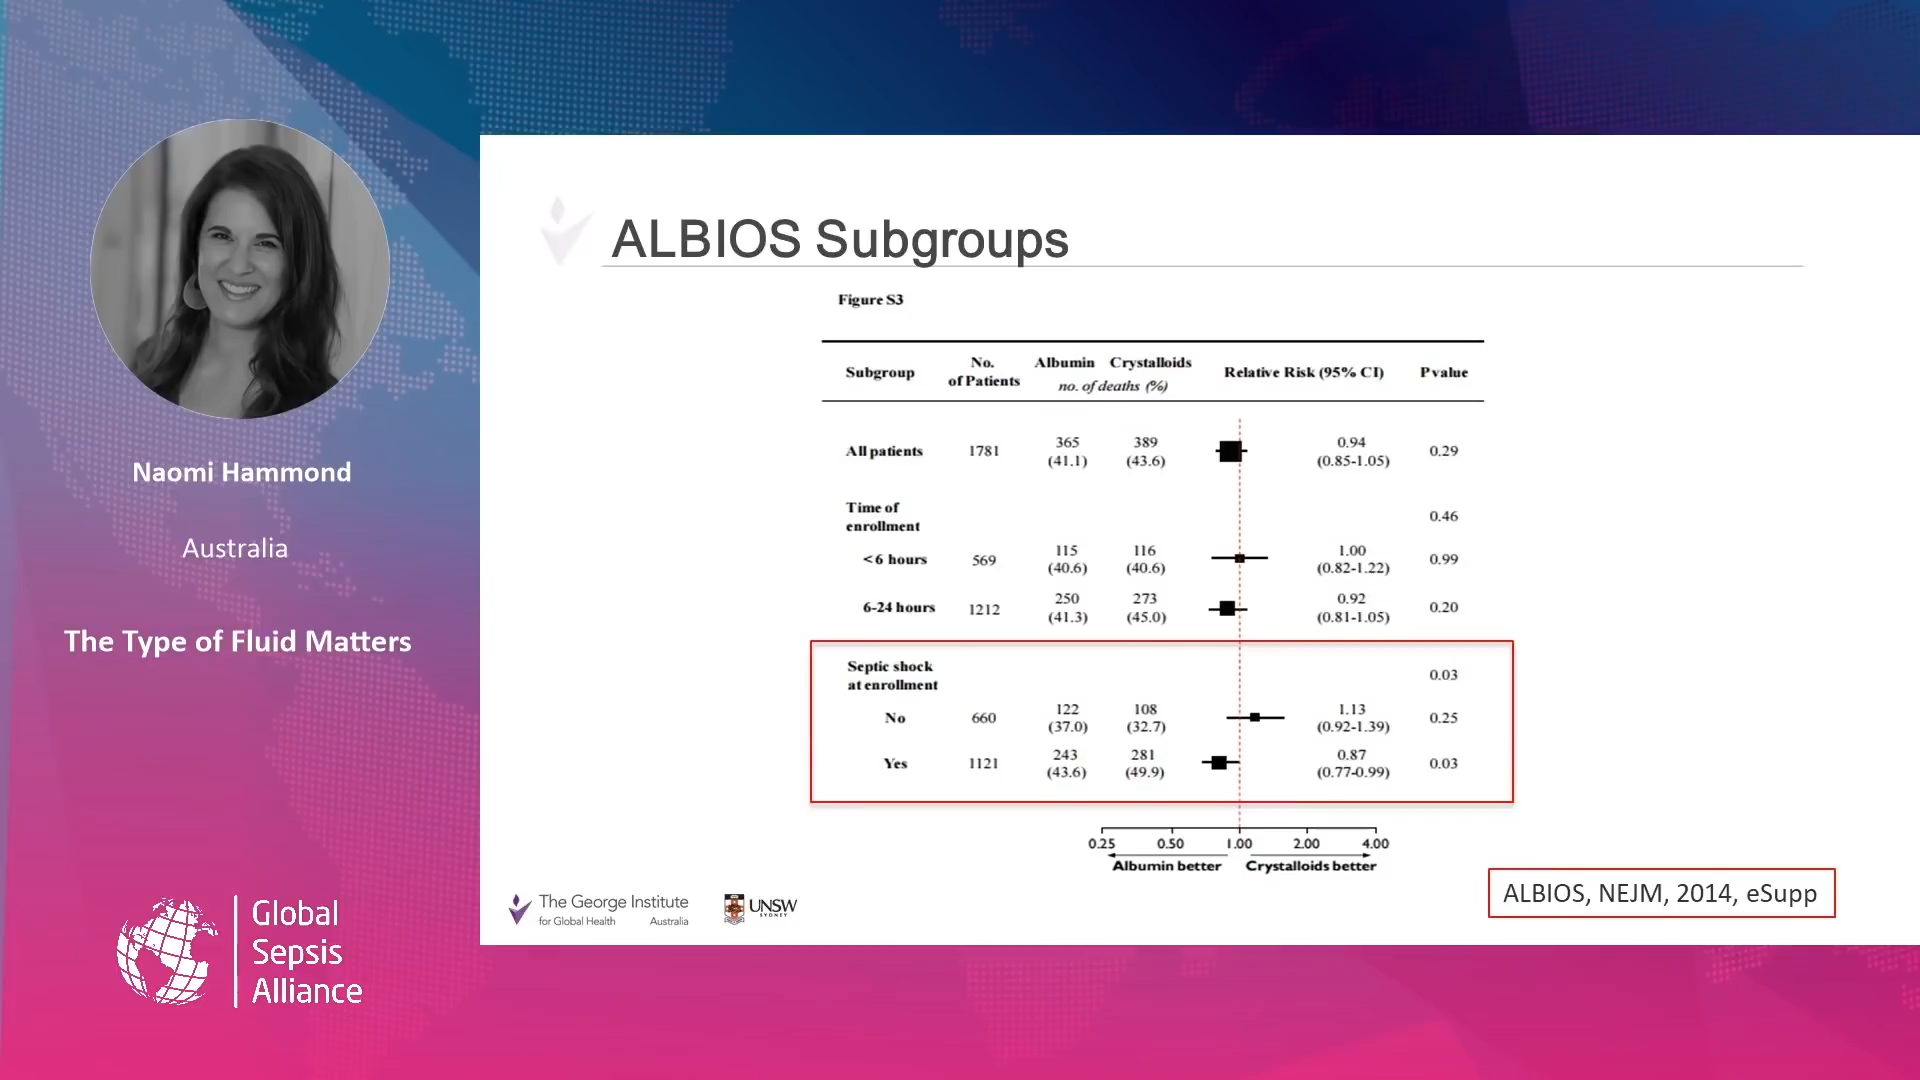 Naomi Hammond
Australia
The Type of Fluid Matters
Global
Sepsis
Alliance
ALBIOS Subgroups
Figure S3
Subgroup No. of Patients Albumin Crystalloids no. of deaths (%) Relative Risk (95% CI) P value
All patients 1781 365 (41.1) 389 (43.6) 0.94 (0.85-1.05) 0.29
Time of enrollment 0.46
<6 hours 569 115 (40.6) 116 (40.6) 1.00 (0.82-1.22) 0.99
6-24 hours 1212 250 (41.3) 273 (45.0) 0.92 (0.81-1.05) 0.20
Septic shock at enrollment 0.03
No 660 122 (37.0) 108 (32.7) 1.13 (0.92-1.39) 0.25
Yes 1121 243 (43.6) 281 (49.9) 0.87 (0.77-0.99) 0.03
0.25 0.50 1.00 2.00 4.00
Albumin better Crystalloids better
The George Institute
for Global Health Australia
UNSW
SYDNEY
ALBIOS, NEJM, 2014, eSupp